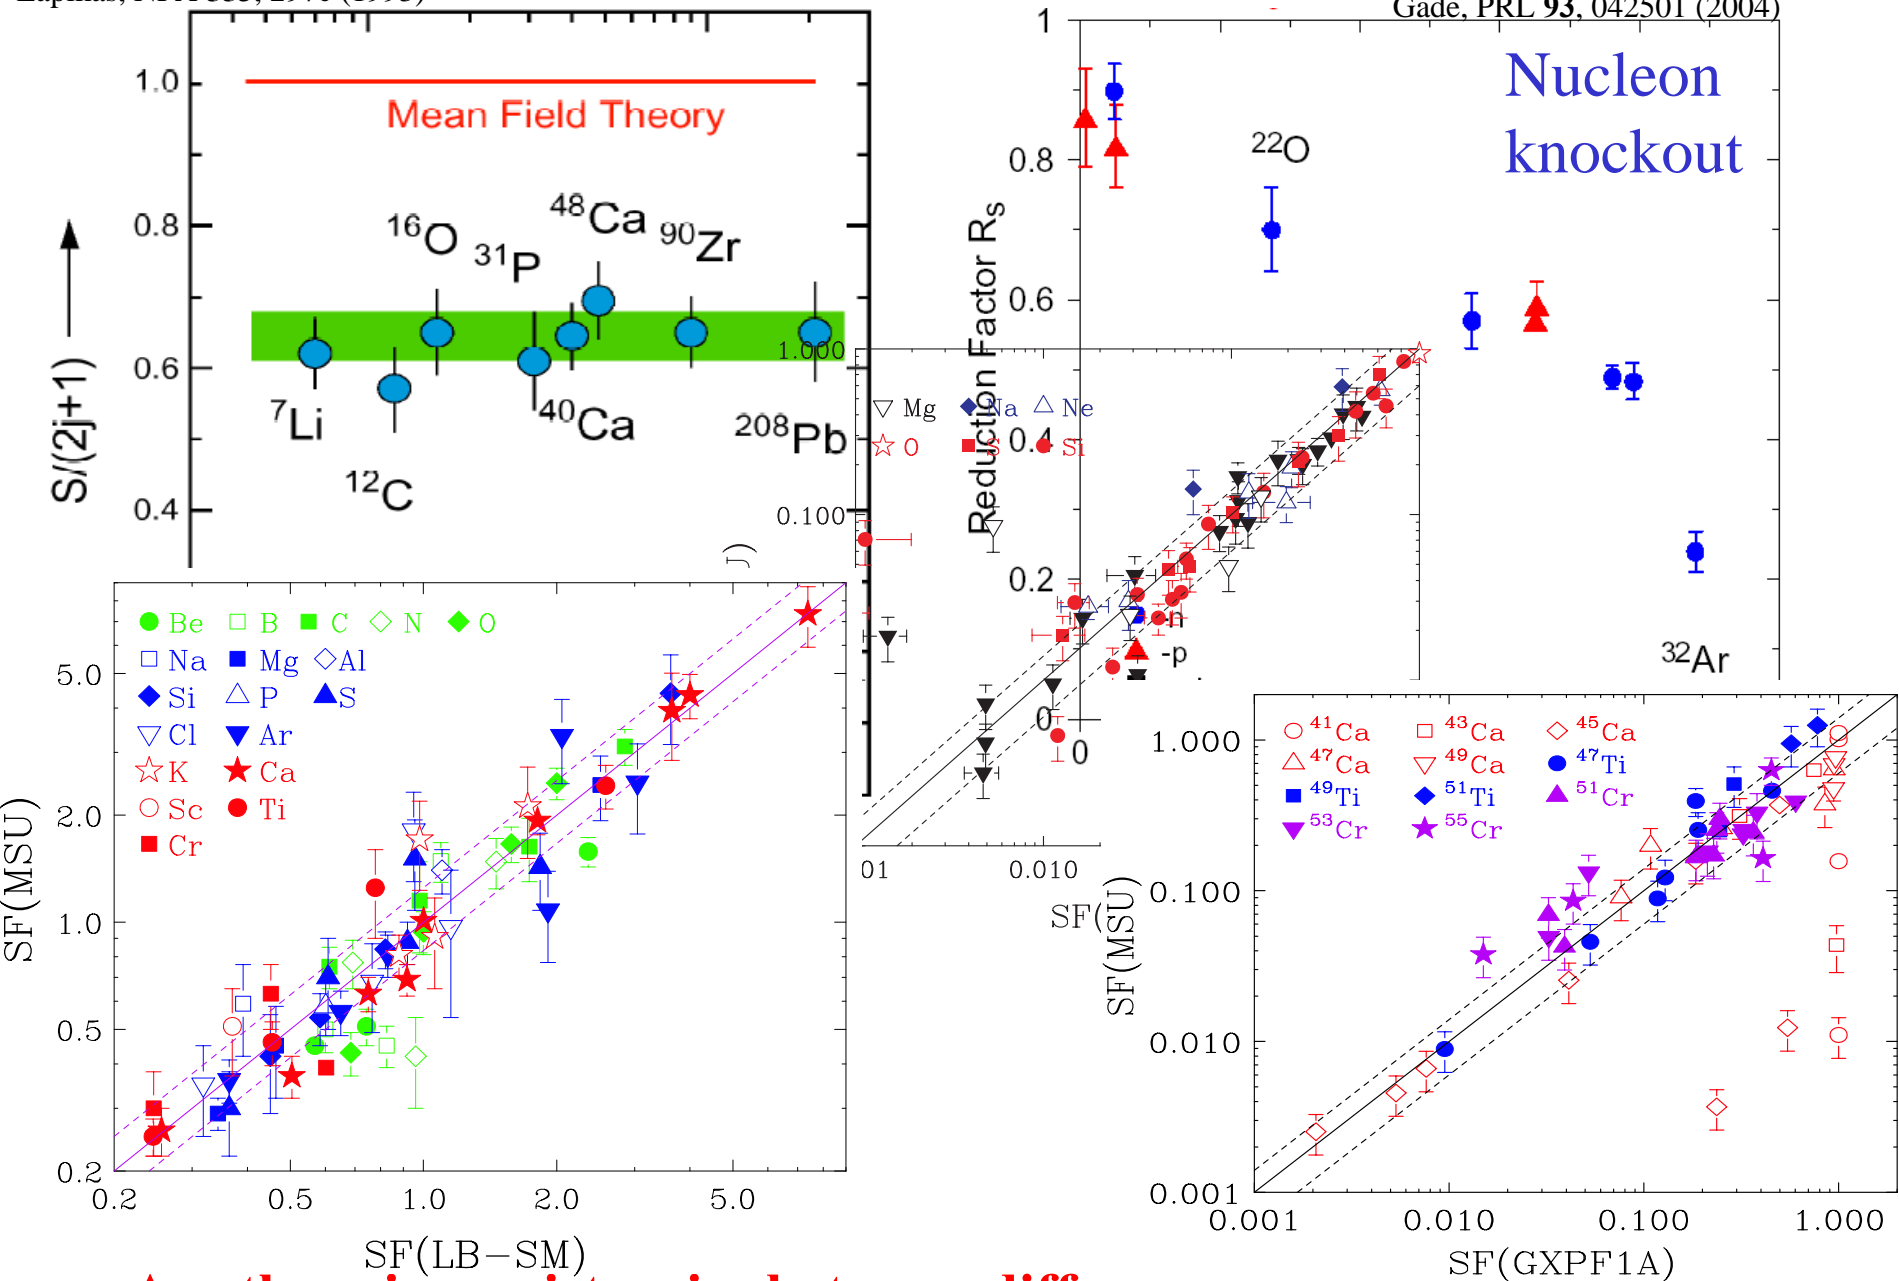 Gade, PRL 93, 042501 (2004)
1.0
0.8
0.6
0.4
S/(2j+1)
Mean Field Theory
16O
31P
48Ca
90Zr
7Li
12C
40Ca
208Pb
Nucleon
knockout
1
0.8
0.6
0.4
0.2
0
0
Reduction Factor Rs
22O
32Ar
-n
-p
1.000
0.100
Mg Na Ne
O S Si
01 0.010
SF(
Be B C N O
Na Mg Al
Si P S
Cl Ar
K Ca
Sc Ti
Cr
5.0
2.0
1.0
0.5
0.2
SF(MSU)
0.2 0.5 1.0 2.0 5.0
SF(LB-SM)
41Ca 43Ca 45Ca
47Ca 49Ca 47Ti
49Ti 51Ti 51Cr
53Cr 55Cr
1.000
0.100
0.010
0.001
SF(MSU)
0.001 0.010 0.100 1.000
SF(GXPF1A)